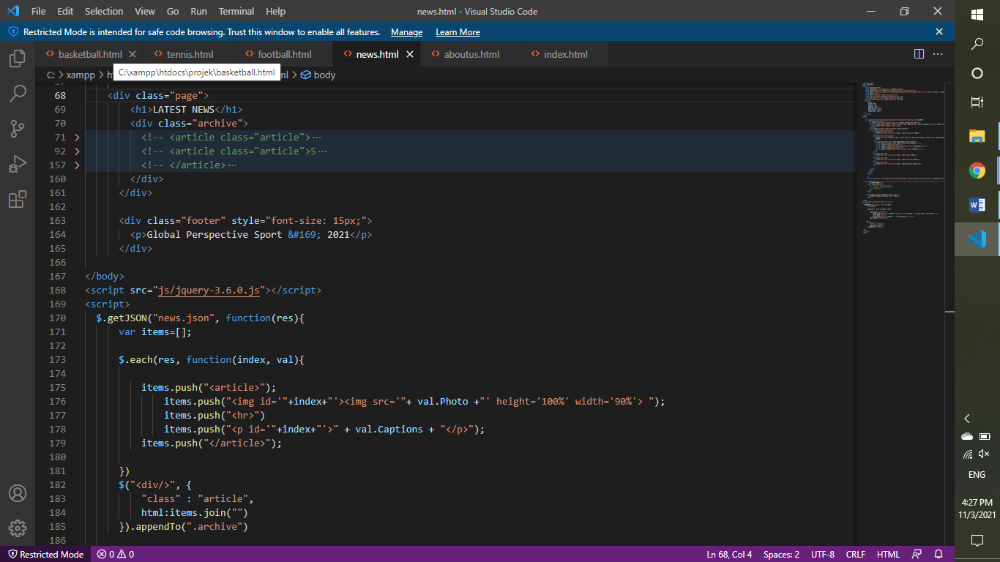 File Edit Selection View Go Run Terminal Help news.html - Visual Studio Code
Restricted Mode is intended for safe code browsing. Trust this window to enable all features. Manage Learn More
basketball.html tennis.html football.html news.html aboutus.html index.html
C: > xampp > h ml > body
C:\xampp\htdocs\projek\basketball.html
68 <div class="page">
69 <h1>LATEST NEWS</h1>
70 <div class="archive">
71 <!-- <article class="article">…
92 <!-- <article class="article">5…
157 <!-- </article>…
160 </div>
161 </div>
162
163 <div class="footer" style="font-size: 15px;">
164 <p>Global Perspective Sport &#169; 2021</p>
165 </div>
166
167 </body>
168 <script src="js/jquery-3.6.0.js"></script>
169 <script>
170 $.getJSON("news.json", function(res){
171 var items=[];
172
173 $.each(res, function(index, val){
174
175 items.push("<article>");
176 items.push("<img id='"+index+"'><img src='"+ val.Photo +"' height='100%' width='90%'> ");
177 items.push("<hr>")
178 items.push("<p id='"+index+"'>" + val.Captions + "</p>");
179 items.push("</article>");
180
181 })
182 $("<div/>", {
183 "class" : "article",
184 html:items.join("")
185 }).appendTo(".archive")
186
Restricted Mode 0 0 Ln 68, Col 4 Spaces: 2 UTF-8 CRLF HTML
ENG
4:27 PM
11/3/2021